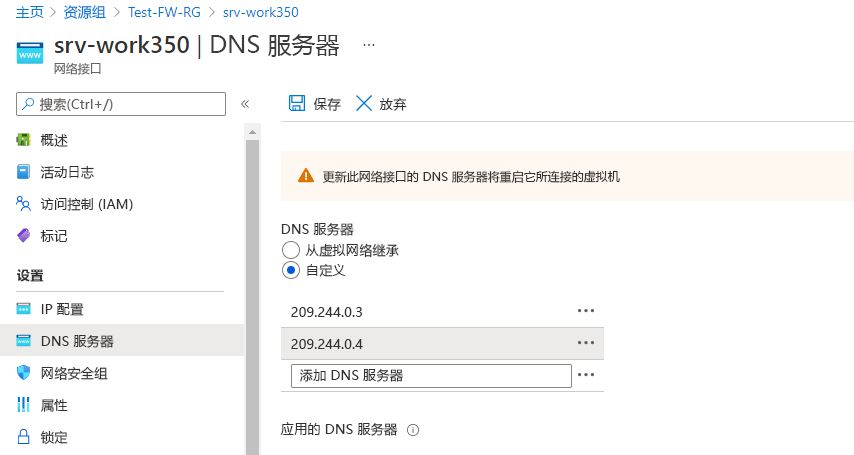 主页 > 资源组 > Test-FW-RG > srv-work350
srv-work350 | DNS 服务器 ...
网络接口
搜索(Ctrl+/)
概述
活动日志
访问控制 (IAM)
标记
设置
IP 配置
DNS 服务器
网络安全组
属性
锁定
保存 放弃
更新此网络接口的 DNS 服务器将重启它所连接的虚拟机
DNS 服务器
从虚拟网络继承
自定义
209.244.0.3
209.244.0.4
添加 DNS 服务器
应用的 DNS 服务器